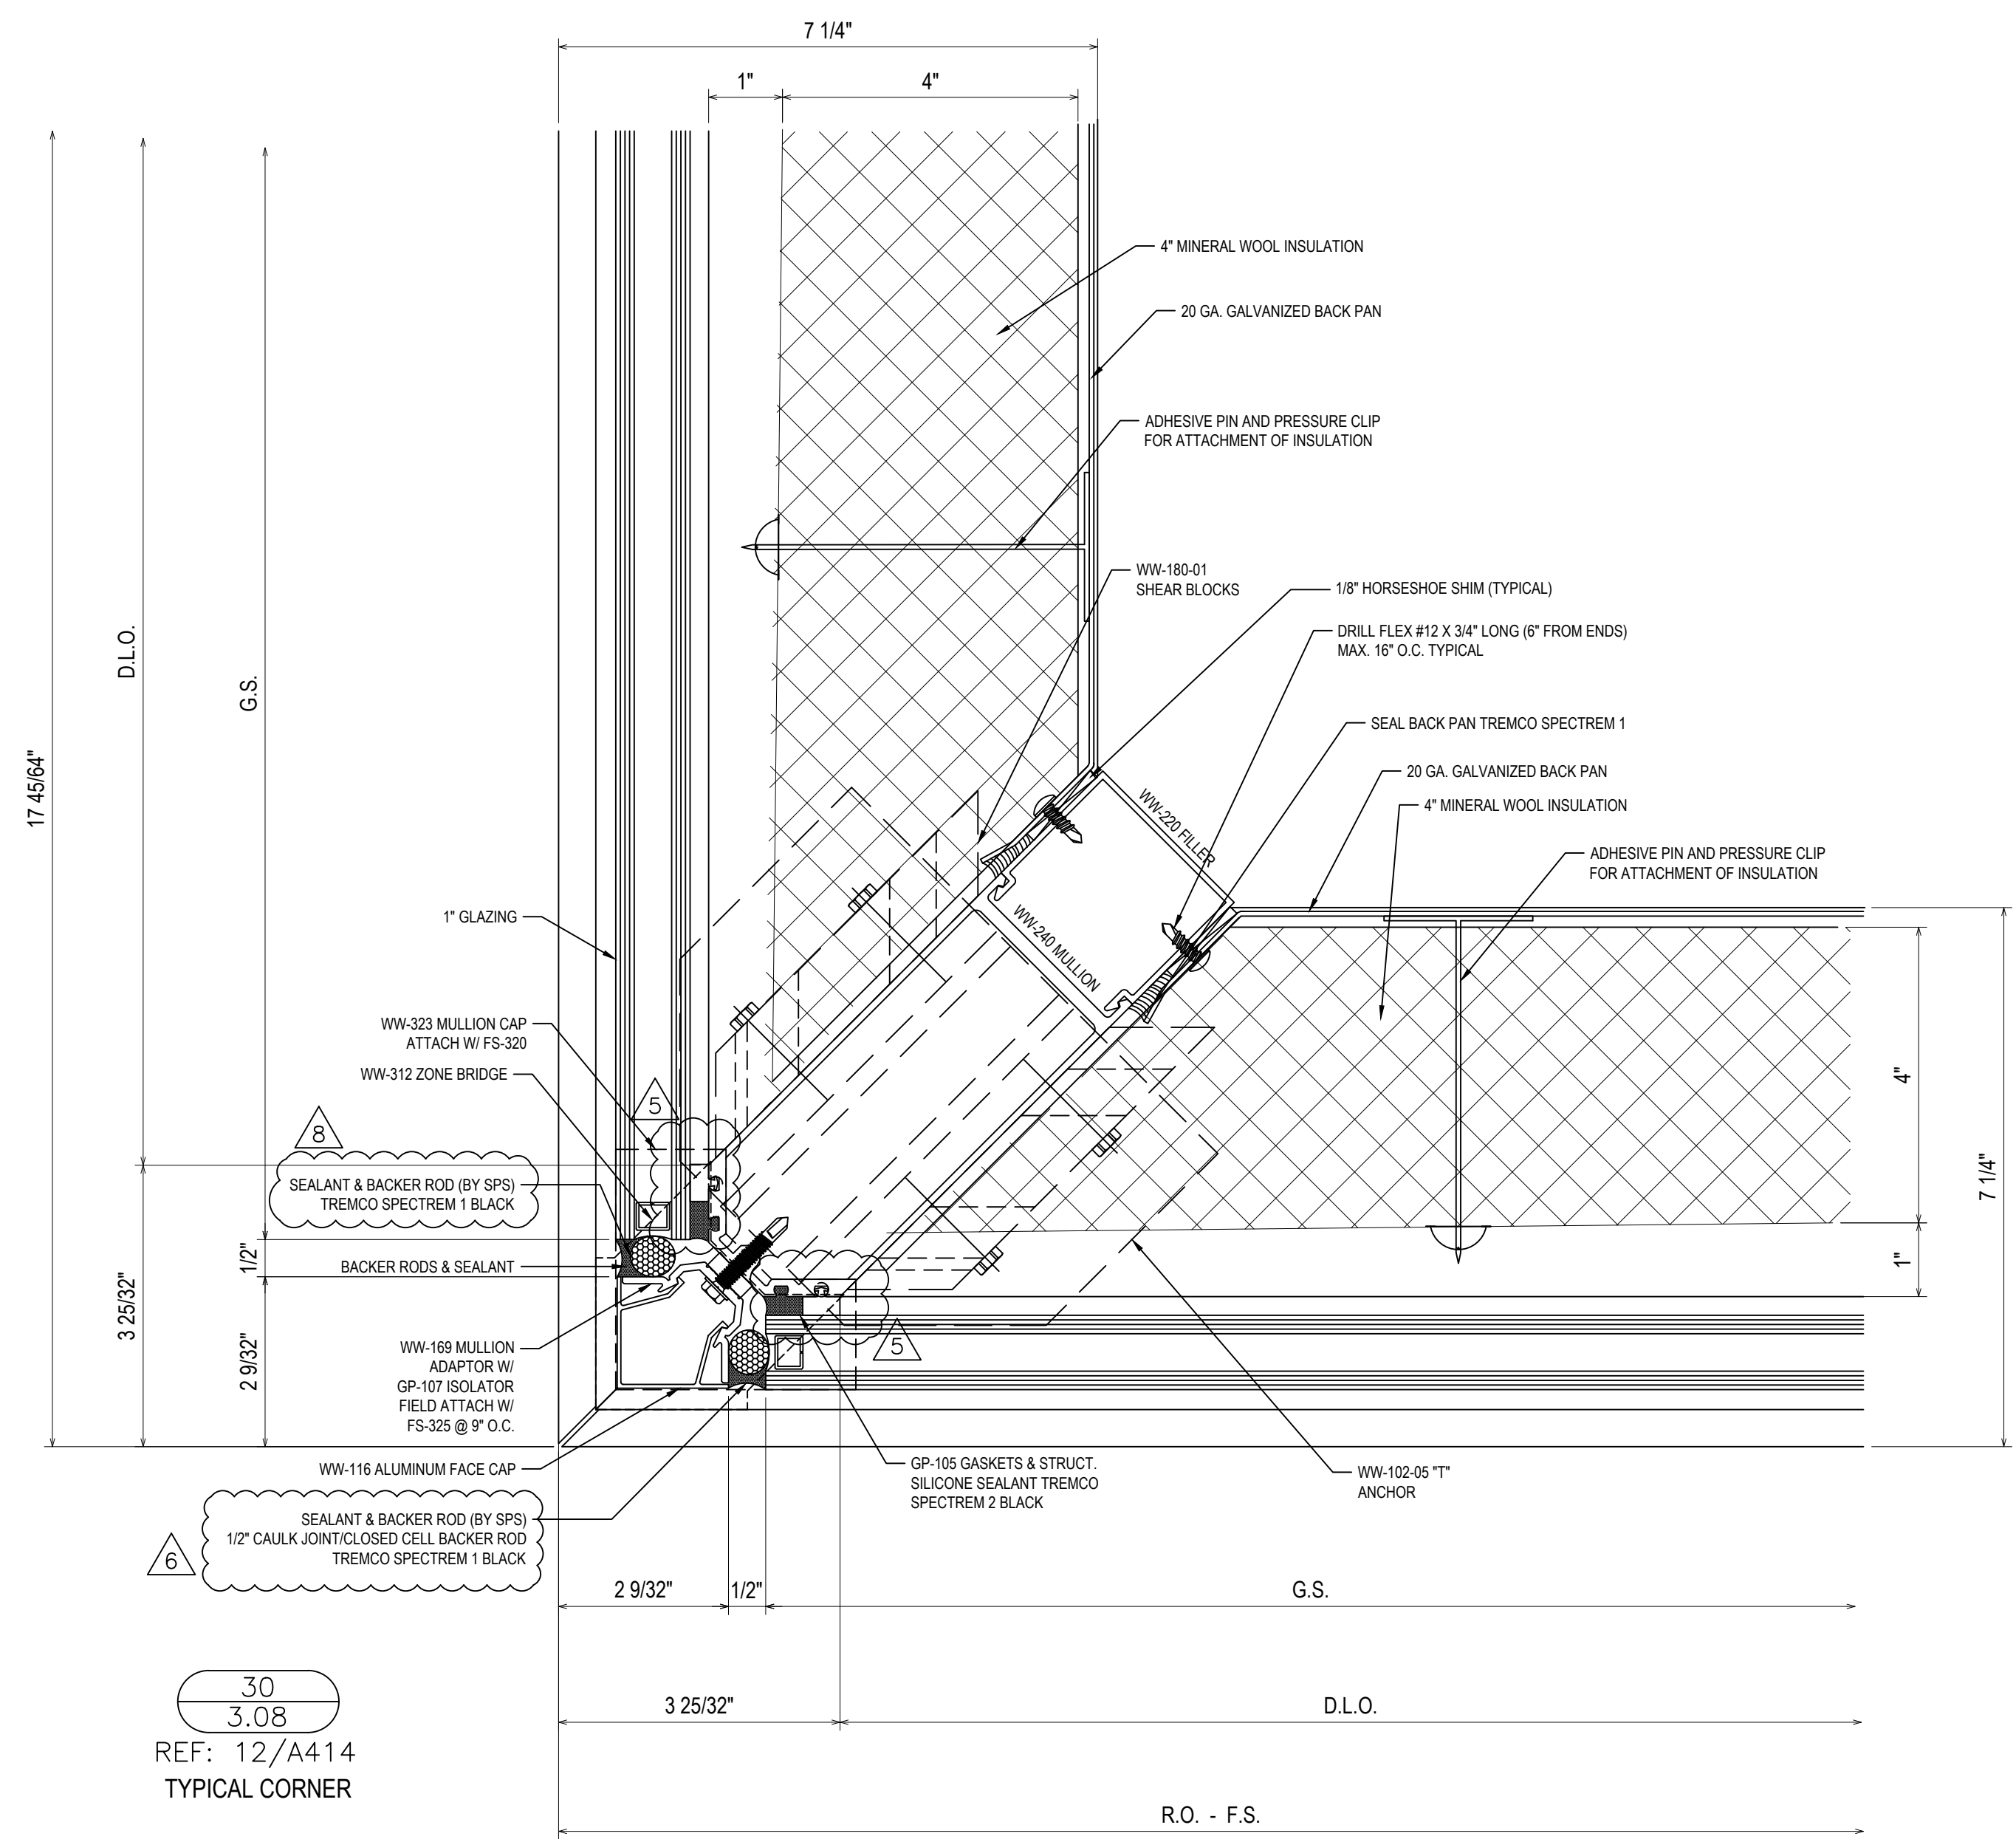 7 1/4"
1"
4"
4" MINERAL WOOL INSULATION
20 GA. GALVANIZED BACK PAN
ADHESIVE PIN AND PRESSURE CLIP
FOR ATTACHMENT OF INSULATION
WW-180-01
SHEAR BLOCKS
1/8" HORSESHOE SHIM (TYPICAL)
DRILL FLEX #12 X 3/4" LONG (6" FROM ENDS)
MAX. 16" O.C. TYPICAL
SEAL BACK PAN TREMCO SPECTREM 1
20 GA. GALVANIZED BACK PAN
4" MINERAL WOOL INSULATION
ADHESIVE PIN AND PRESSURE CLIP
FOR ATTACHMENT OF INSULATION
WW-220 FILLER
WW-240 MULLION
D.L.O.
G.S.
17 45/64"
1" GLAZING
WW-323 MULLION CAP
ATTACH W/ FS-320
WW-312 ZONE BRIDGE
5
8
SEALANT & BACKER ROD (BY SPS)
TREMCO SPECTREM 1 BLACK
BACKER RODS & SEALANT
1/2"
3 25/32"
2 9/32"
WW-169 MULLION
ADAPTOR W/
GP-107 ISOLATOR
FIELD ATTACH W/
FS-325 @ 9" O.C.
WW-116 ALUMINUM FACE CAP
6
SEALANT & BACKER ROD (BY SPS)
1/2" CAULK JOINT/CLOSED CELL BACKER ROD
TREMCO SPECTREM 1 BLACK
5
GP-105 GASKETS & STRUCT.
SILICONE SEALANT TREMCO
SPECTREM 2 BLACK
WW-102-05 "T"
ANCHOR
4"
1"
7 1/4"
2 9/32"
1/2"
G.S.
3 25/32"
D.L.O.
R.O. - F.S.
30
3.08
REF: 12/A414
TYPICAL CORNER